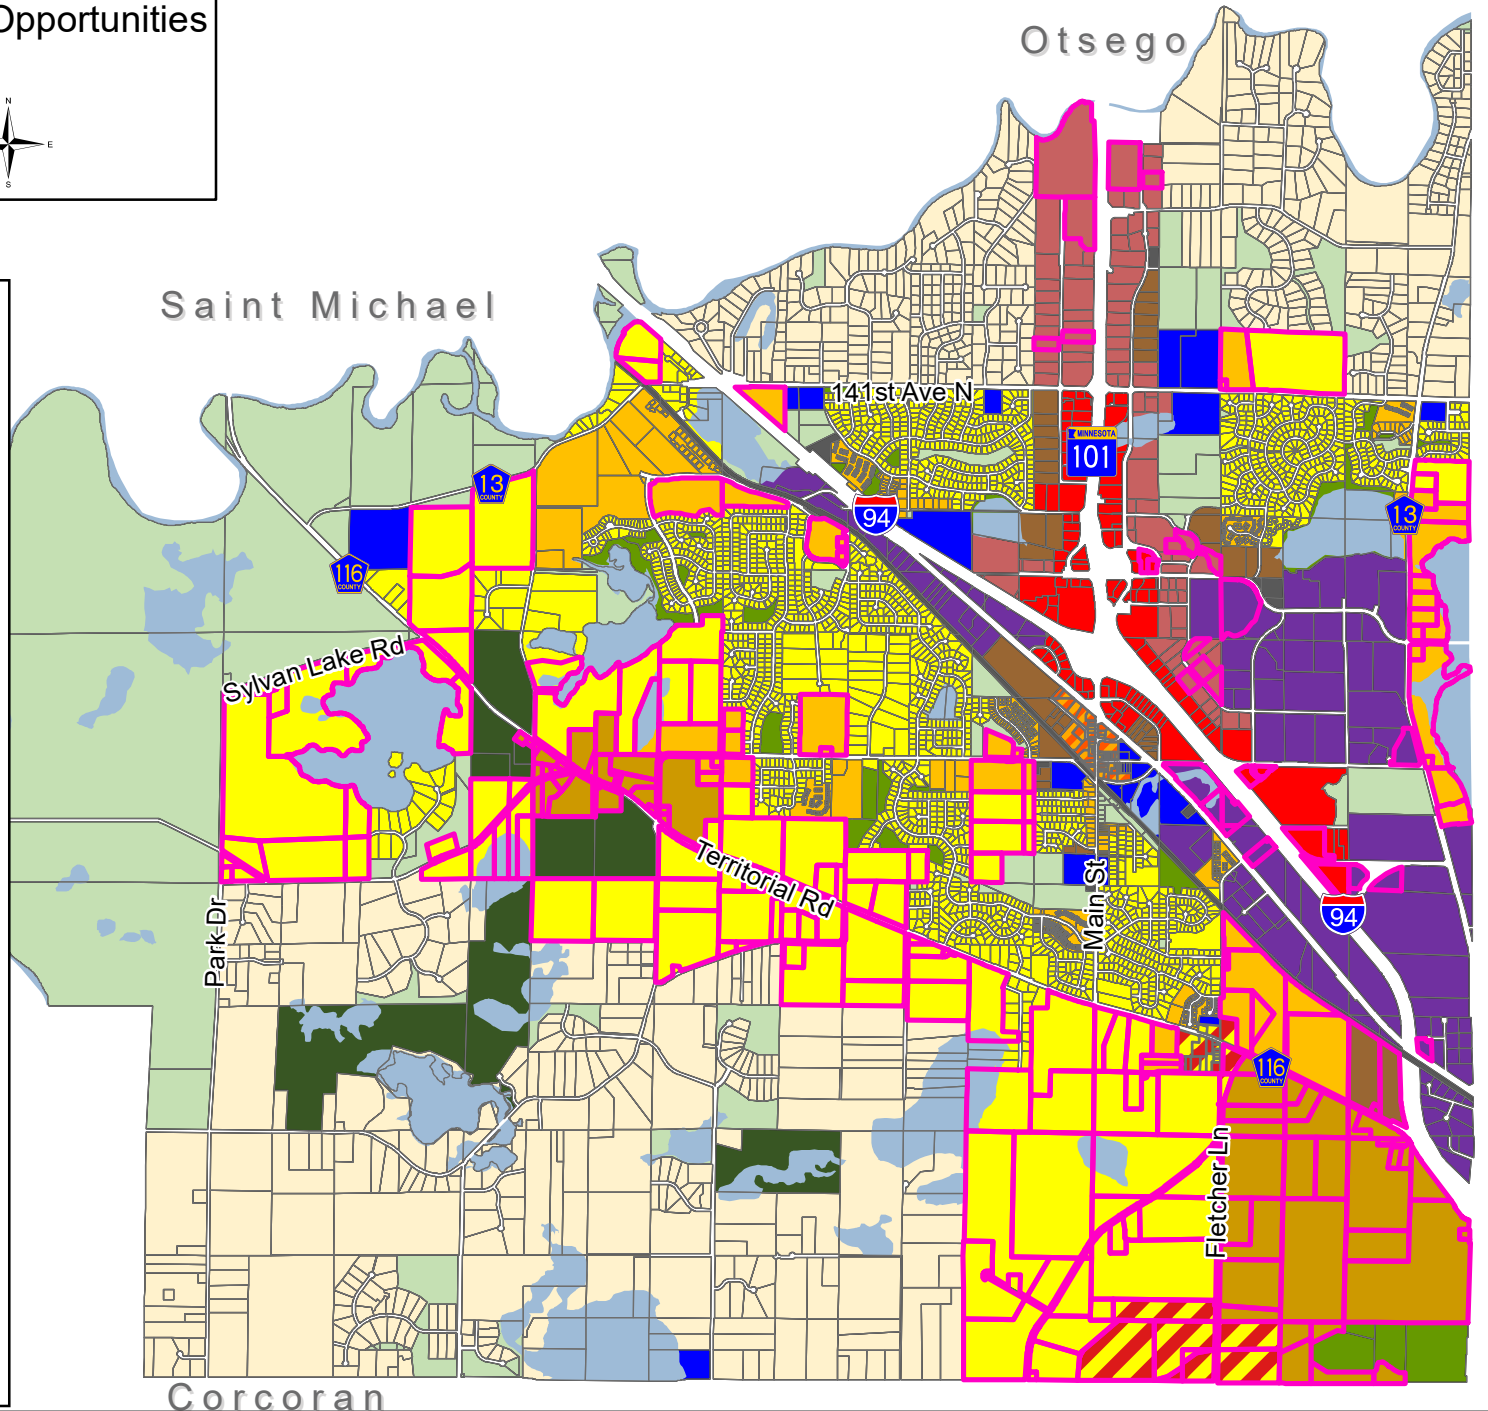 Opportunities
N
E
S
Otsego
Saint Michael
141st Ave N
MINNESOTA
101
13
COUNTY
94
13
COUNTY
116
COUNTY
Sylvan Lake Rd
Territorial Rd
Main St
94
Park Dr
116
COUNTY
Fletcher Ln
Corcoran